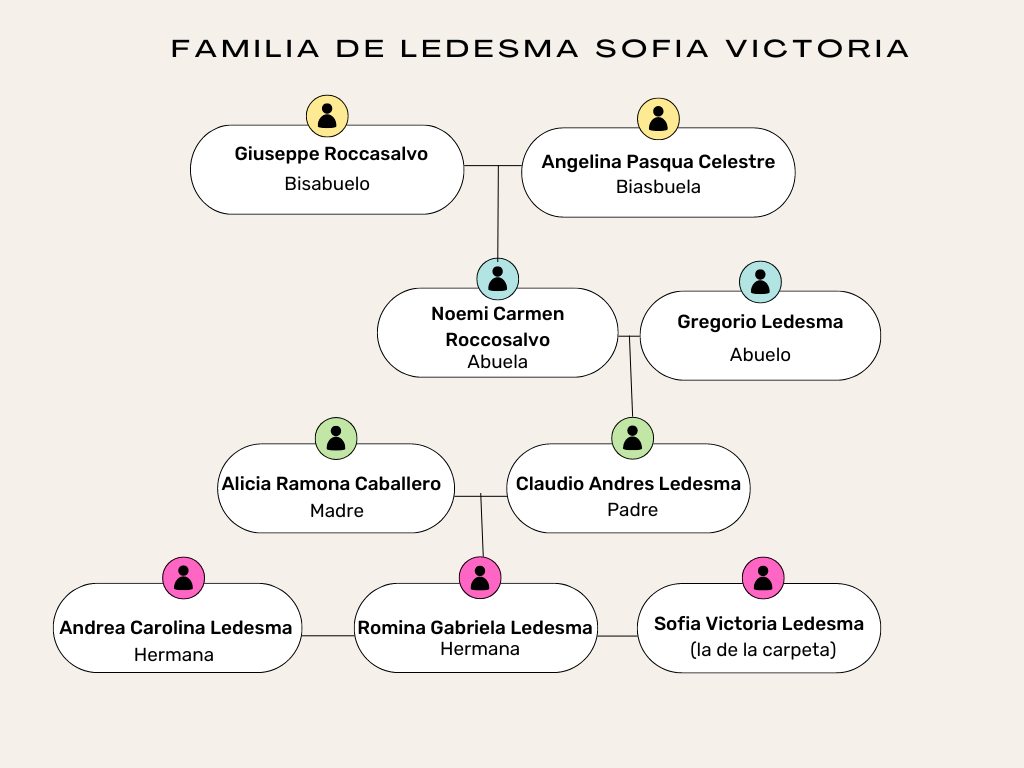 FAMILIA DE LEDESMA SOFIA VICTORIA
Giuseppe Roccasalvo
Bisabuelo
Angelina Pasqua Celestre
Biasbuela
Noemi Carmen
Roccosalvo
Abuela
Gregorio Ledesma
Abuelo
Alicia Ramona Caballero
Madre
Claudio Andres Ledesma
Padre
Andrea Carolina Ledesma
Hermana
Romina Gabriela Ledesma
Hermana
Sofia Victoria Ledesma
(la de la carpeta)